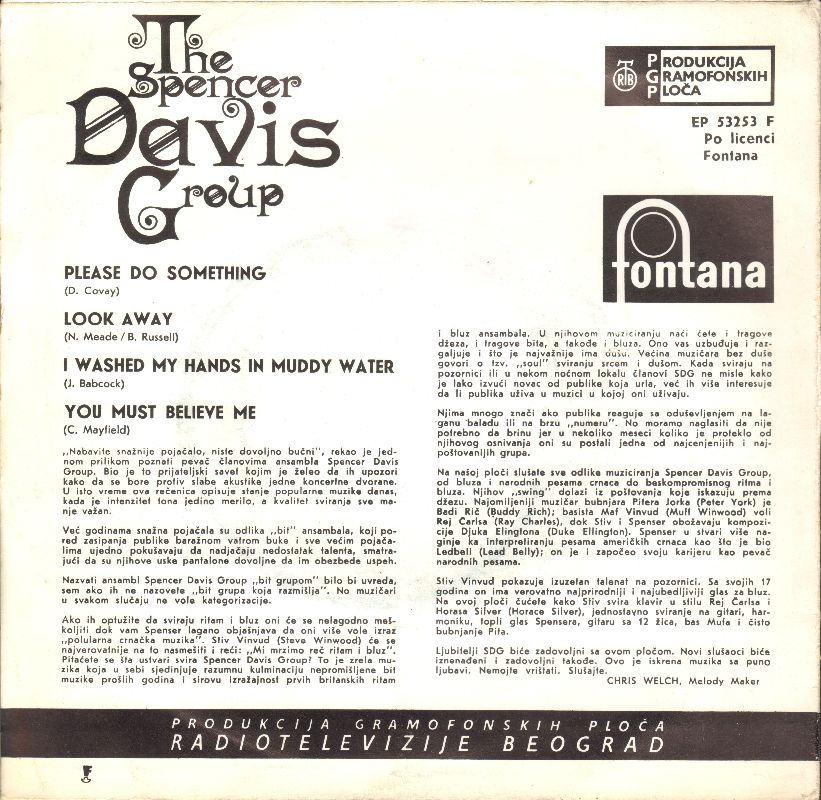 The
Spencer
Davis
Group
PGP
RTB
PRODUKCIJA
GRAMOFONSKIH
PLOČA
EP 53253 F
Po licenci
Fontana
fontana
PLEASE DO SOMETHING
(D. Covay)
LOOK AWAY
(N. Meade / B. Russell)
I WASHED MY HANDS IN MUDDY WATER
(J. Babcock)
YOU MUST BELIEVE ME
(C. Mayfield)
„Nabavite snažnije pojačalo, niste dovoljno bučni", rekao je jed-
nom prilikom poznati pevač članovima ansambla Spencer Davis
Group. Bio je to prijateljski savet kojim je želeo da ih upozori
kako da se bore protiv slabe akustike jedne koncertne dvorane.
U isto vreme ova rečenica opisuje stanje popularne muzike danas,
kada je intenzitet tona jedino merilo, a kvalitet sviranja sve ma-
nje važan.
Već godinama snažna pojačala su odlika „bit" ansambala, koji po-
red zasipanja publike baražnom vatrom buke i sve većim pojača-
lima ujedno pokušavaju da nadjačaju nedostatak talenta, smatra-
jući da su njihove uske pantalone dovoljne da im obezbede uspeh.
Nazvati ansambl Spencer Davis Group „bit grupom" bilo bi uvreda,
sem ako ih ne nazovete „bit grupa koja razmišlja". No muzičari
u svakom slučaju ne vole kategorizacije.
Ako ih optužite da sviraju ritam i bluz oni će se nelagodno meš-
koljiti dok vam Spenser lagano objašnjava da oni više vole izraz
„polularna crnačka muzika". Stiv Vinvud (Steve Winwood) će se
najverovatnije na to nasmešiti i reći: „Mi mrzimo reč ritam i bluz".
Pitaćete se šta ustvari svira Spencer Davis Group? To je zrela mu-
zika koja u sebi sjedinjuje razumnu kulminaciju nepromišljene bit
muzike prošlih godina i sirovu izražajnost prvih britanskih ritam
i bluz ansambala. U njihovom muziciranju naći ćete i tragove
džeza, i tragove bita, a takođe i bluza. Ono vas uzbuđuje i raz-
galjuje i što je najvažnije ima dušu. Većina muzičara bez duše
govori o tzv. „soul" sviranju srcem i dušom. Kada sviraju na
pozornici ili u nekom noćnom lokalu članovi SDG ne misle kako
je lako izvući novac od publike koja urla, već ih više interesuje
da li publika uživa u muzici u kojoj oni uživaju.
Njima mnogo znači ako publika reaguje sa oduševljenjem na la-
ganu baladu ili na brzu „numeru". No moramo naglasiti da nije
potrebno da brinu jer u nekoliko meseci koliko je proteklo od
njihovog osnivanja oni su postali jedna od najcenjenijih i naj-
poštovanijih grupa.
Na našoj ploči slušate sve odlike muziciranja Spencer Davis Group,
od bluza i narodnih pesama crnaca do beskompromisnog ritma i
bluza. Njihov „swing" dolazi iz poštovanja koje iskazuju prema
džezu. Najomiljeniji muzičar bubnjara Pitera Jorka (Peter York) je
Badi Rič (Buddy Rich); basista Maf Vinvud (Muff Winwood) voli
Rej Čarlsa (Ray Charles), dok Stiv i Spenser obožavaju kompozi-
cije Djuka Elingtona (Duke Ellington). Spenser u stvari više na-
ginje ka interpreliranju pesama američkih crnaca kao što je bio
Ledbeli (Lead Belly); on je i započeo svoju karijeru kao pevač
narodnih pesama.
Stiv Vinvud pokazuje izuzetan talenat na pozornici. Sa svojih 17
godina on ima verovatno najprirodniji i najubedljiviji glas za bluz.
Na ovoj ploči čućete kako Stiv svira klavir u stilu Rej Čarlsa i
Horasa Silver (Horace Silver), jednostavno sviranje na gitari, har-
moniku, topli glas Spensera, gitaru sa 12 žica, bas Mufa i čisto
bubnjanje Pita.
Ljubitelji SDG biće zadovoljni sa ovom pločom. Novi slušaoci biće
iznenađeni i zadovoljni takođe. Ovo je iskrena muzika sa puno
ljubavi. Nemojte vrištati. Slušajte.
CHRIS WELCH, Melody Maker
PRODUKCIJA GRAMOFONSKIH PLOČA
RADIOTELEVIZIJE BEOGRAD